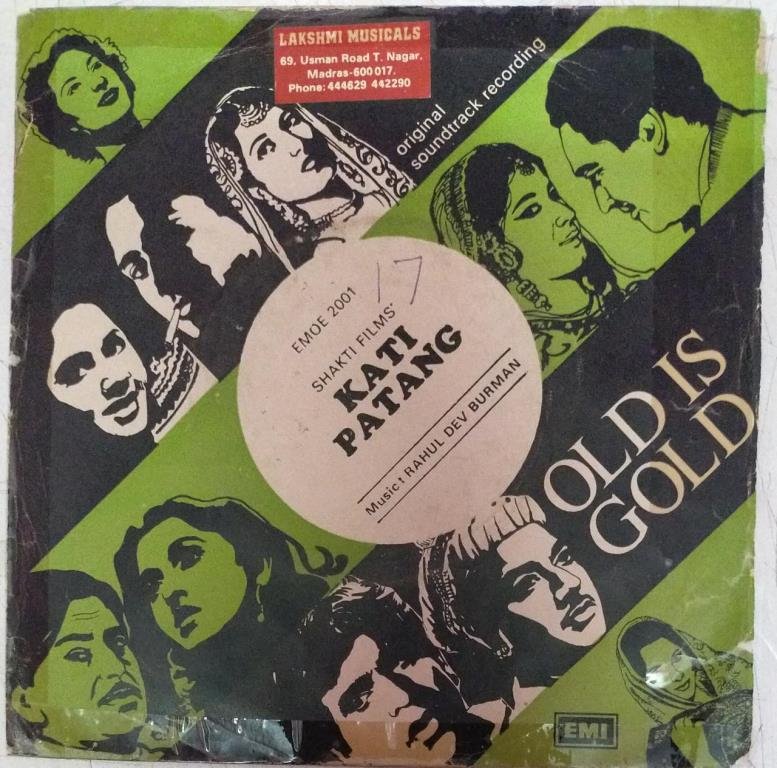 LAKSHMI MUSICALS
69, Usman Road T. Nagar,
Madras-600 017.
Phone: 444629 442290
original
soundtrack recording
17
EMOE 2001
SHAKTI FILMS'
KATI
PATANG
Music: RAHUL DEV BURMAN
OLD IS
GOLD
EMI